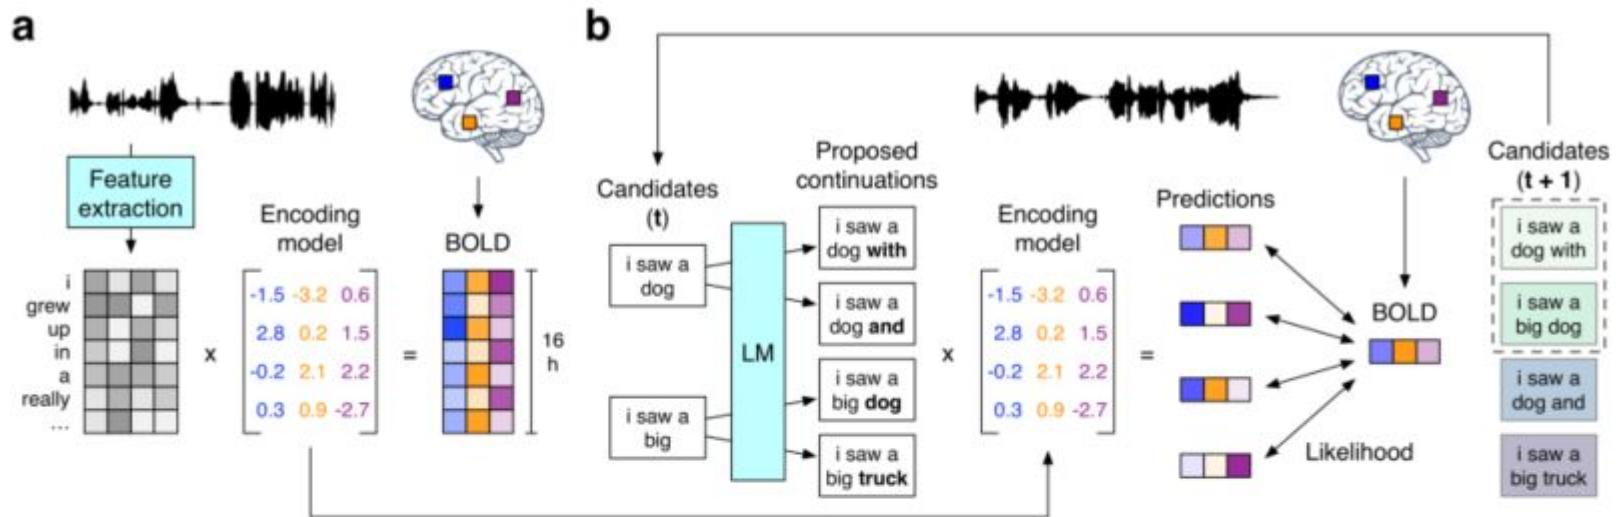 a
Feature
extraction
Encoding
model
BOLD
i
grew
up
in
a
really
...
x
-1.5 -3.2 0.6
2.8 0.2 1.5
-0.2 2.1 2.2
0.3 0.9 -2.7
=
16
h
b
Candidates
(t)
i saw a
dog
i saw a
big
LM
Proposed
continuations
i saw a
dog with
i saw a
dog and
i saw a
big dog
i saw a
big truck
x
Encoding
model
-1.5 -3.2 0.6
2.8 0.2 1.5
-0.2 2.1 2.2
0.3 0.9 -2.7
=
Predictions
BOLD
Likelihood
Candidates
(t + 1)
i saw a
dog with
i saw a
big dog
i saw a
dog and
i saw a
big truck